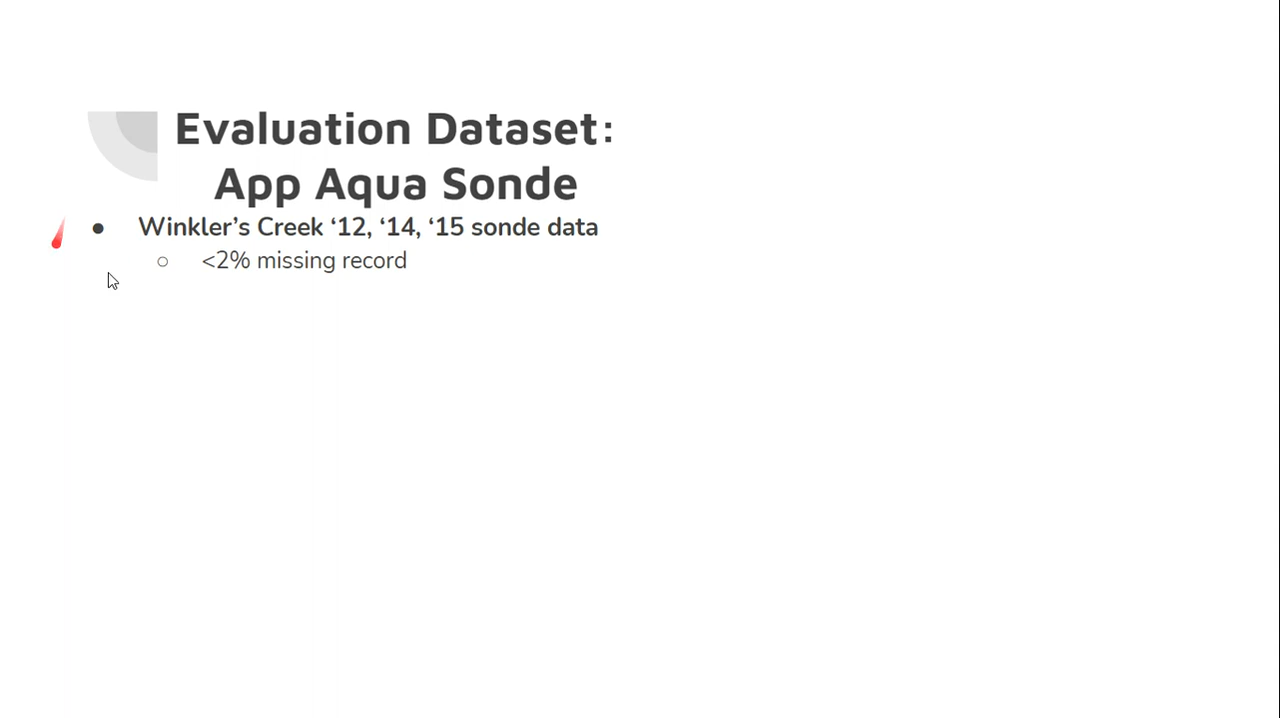 Evaluation Dataset:
App Aqua Sonde
● Winkler’s Creek ‘12, ‘14, ‘15 sonde data
○ <2% missing record